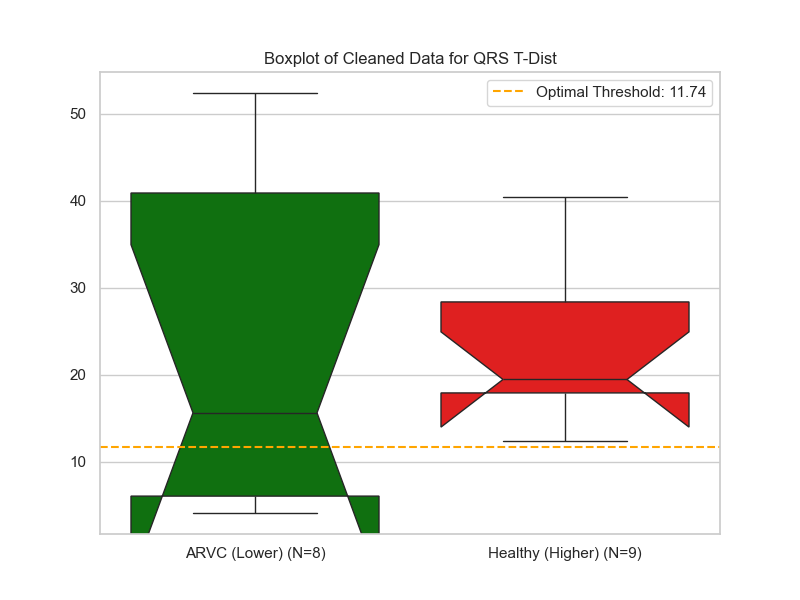 Boxplot of Cleaned Data for QRS T-Dist
Optimal Threshold: 11.74
50
40
30
20
10
ARVC (Lower) (N=8)
Healthy (Higher) (N=9)